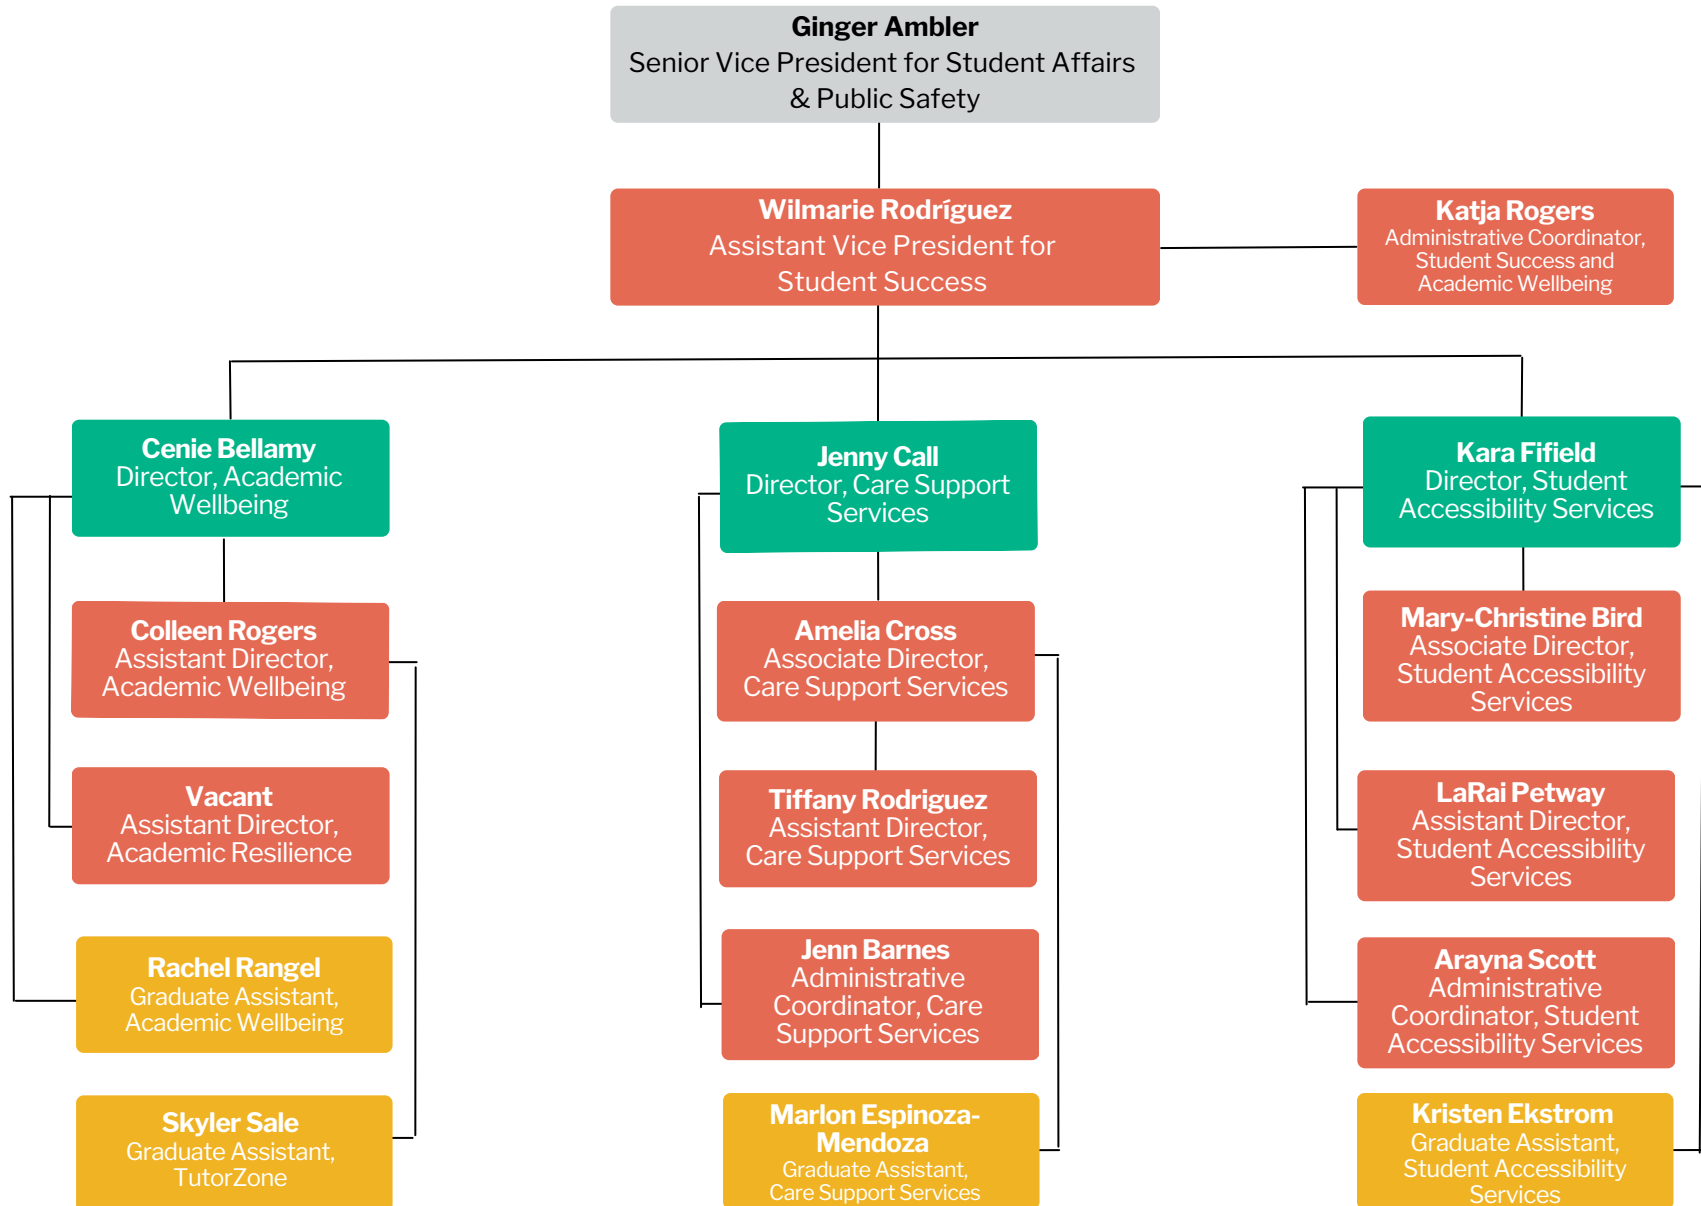 Ginger Ambler
Senior Vice President for Student Affairs
& Public Safety
Wilmarie Rodríguez
Assistant Vice President for
Student Success
Katja Rogers
Administrative Coordinator,
Student Success and
Academic Wellbeing
Cenie Bellamy
Director, Academic
Wellbeing
Jenny Call
Director, Care Support
Services
Kara Fifield
Director, Student
Accessibility Services
Colleen Rogers
Assistant Director,
Academic Wellbeing
Amelia Cross
Associate Director,
Care Support Services
Mary-Christine Bird
Associate Director,
Student Accessibility
Services
Vacant
Assistant Director,
Academic Resilience
Tiffany Rodriguez
Assistant Director,
Care Support Services
LaRai Petway
Assistant Director,
Student Accessibility
Services
Rachel Rangel
Graduate Assistant,
Academic Wellbeing
Jenn Barnes
Administrative
Coordinator, Care
Support Services
Arayna Scott
Administrative
Coordinator, Student
Accessibility Services
Skyler Sale
Graduate Assistant,
TutorZone
Marlon Espinoza-
Mendoza
Graduate Assistant,
Care Support Services
Kristen Ekstrom
Graduate Assistant,
Student Accessibility
Services